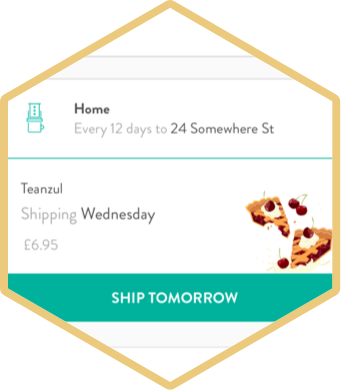 Home
Every 12 days to 24 Somewhere St
Teanzul
Shipping Wednesday
£6.95
SHIP TOMORROW